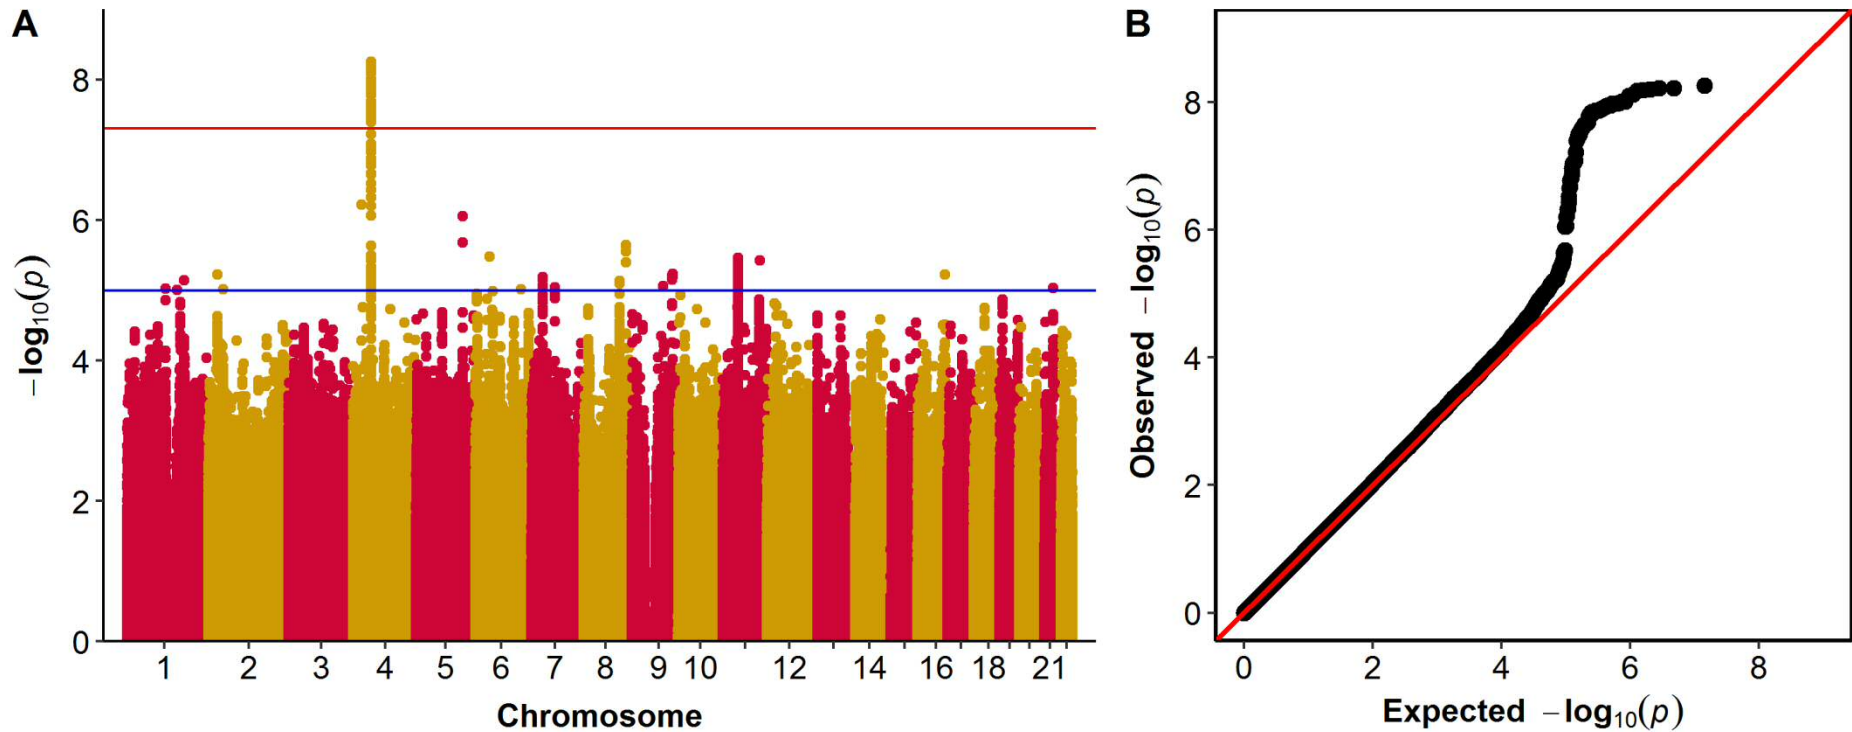 A
8
6
4
2
0
−log₁₀(p)
1 2 3 4 5 6 7 8 9 10 12 14 16 18 21
Chromosome
B
8
6
4
2
0
Observed −log₁₀(p)
0 2 4 6 8
Expected −log₁₀(p)